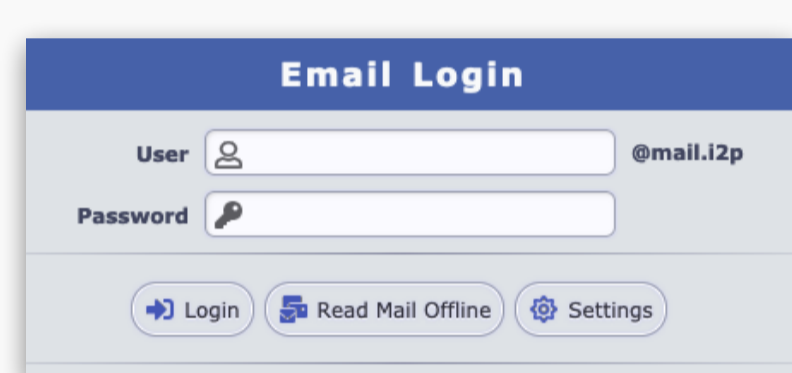 Email Login
User @mail.i2p
Password
Login Read Mail Offline Settings